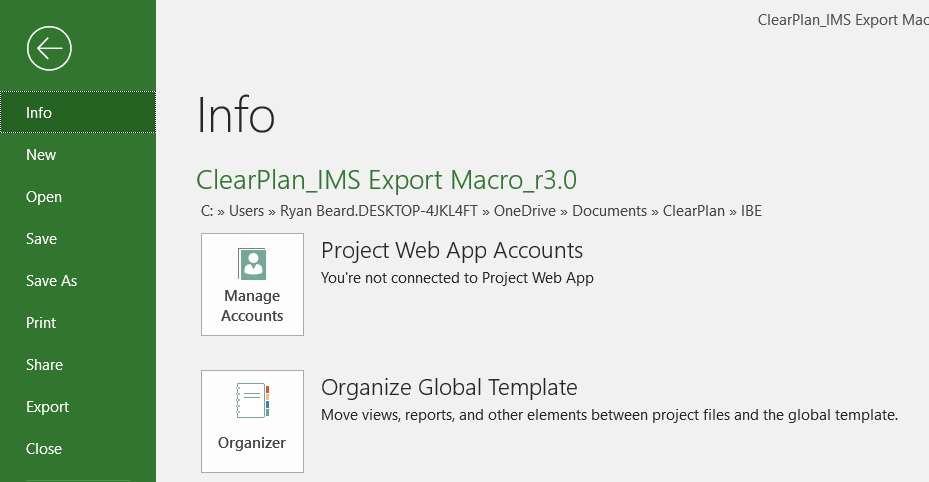 ClearPlan_IMS Export Mac
Info
New
Open
Save
Save As
Print
Share
Export
Close
Info
ClearPlan_IMS Export Macro_r3.0
C: » Users » Ryan Beard.DESKTOP-4JKL4FT » OneDrive » Documents » ClearPlan » IBE
Manage
Accounts
Project Web App Accounts
You're not connected to Project Web App
Organizer
Organize Global Template
Move views, reports, and other elements between project files and the global template.